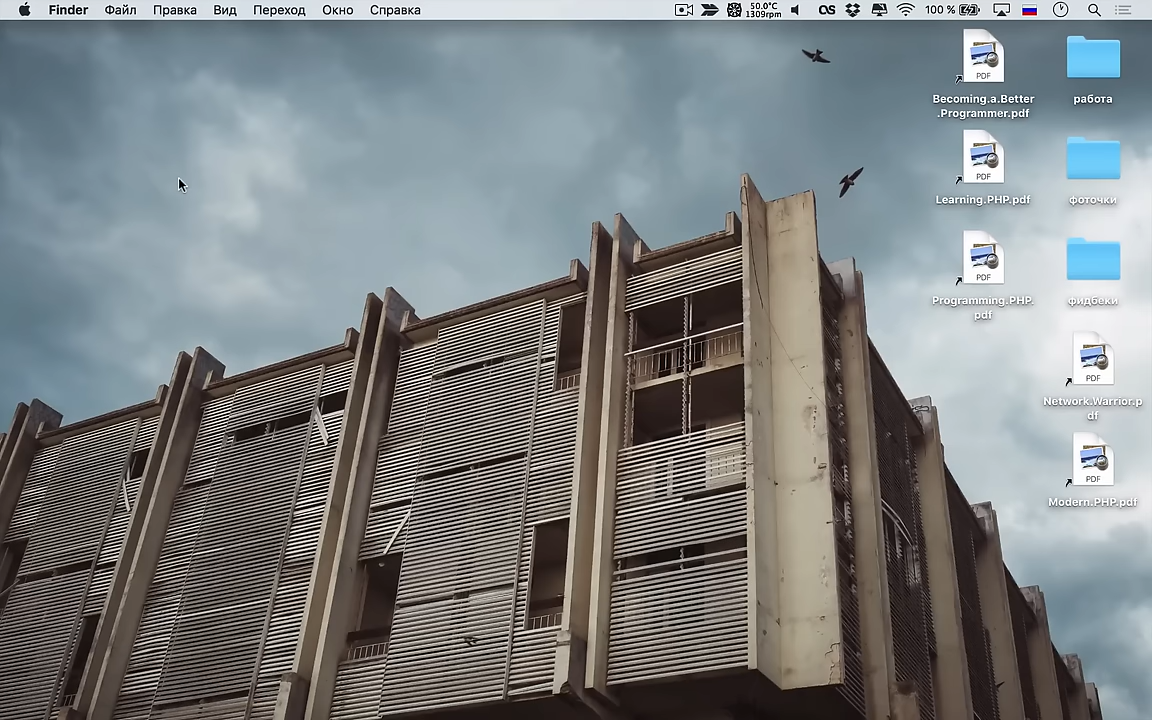 Finder Файл Правка Вид Переход Окно Справка
50.0°C
1309rpm
OS
100 %
PDF
Becoming.a.Better
.Programmer.pdf
работа
PDF
Learning.PHP.pdf
фоточки
PDF
Programming.PHP.
pdf
фидбеки
PDF
Network.Warrior.p
df
PDF
Modern.PHP.pdf